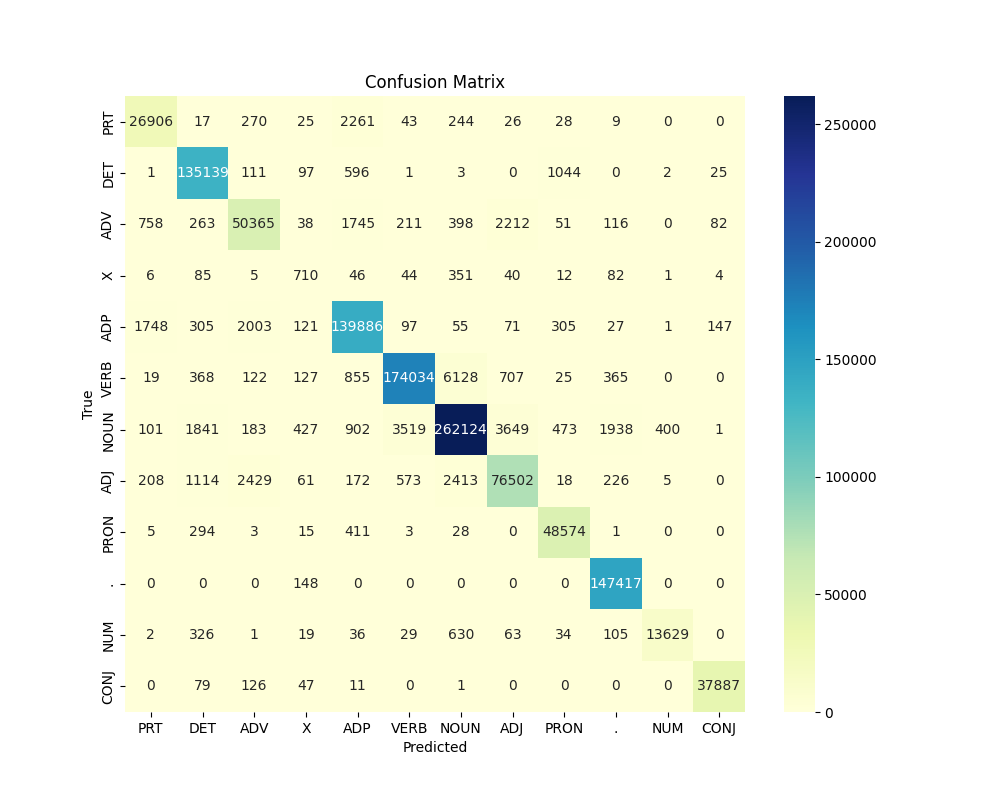 Confusion Matrix
PRT 26906 17 270 25 2261 43 244 26 28 9 0 0
DET 1 135139 111 97 596 1 3 0 1044 0 2 25
ADV 758 263 50365 38 1745 211 398 2212 51 116 0 82
X 6 85 5 710 46 44 351 40 12 82 1 4
ADP 1748 305 2003 121 139886 97 55 71 305 27 1 147
VERB 19 368 122 127 855 174034 6128 707 25 365 0 0
NOUN 101 1841 183 427 902 3519 262124 3649 473 1938 400 1
ADJ 208 1114 2429 61 172 573 2413 76502 18 226 5 0
PRON 5 294 3 15 411 3 28 0 48574 1 0 0
. 0 0 0 148 0 0 0 0 0 147417 0 0
NUM 2 326 1 19 36 29 630 63 34 105 13629 0
CONJ 0 79 126 47 11 0 1 0 0 0 0 37887
PRT DET ADV X ADP VERB NOUN ADJ PRON . NUM CONJ
Predicted
True
250000
200000
150000
100000
50000
0